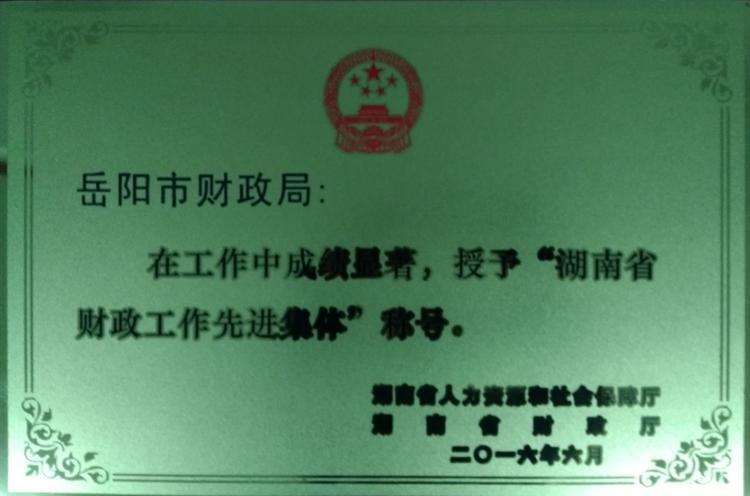 岳阳市财政局：
在工作中成绩显著，授予“湖南省
财政工作先进集体”称号。
湖南省人力资源和社会保障厅
湖南省财政厅
二〇一六年六月